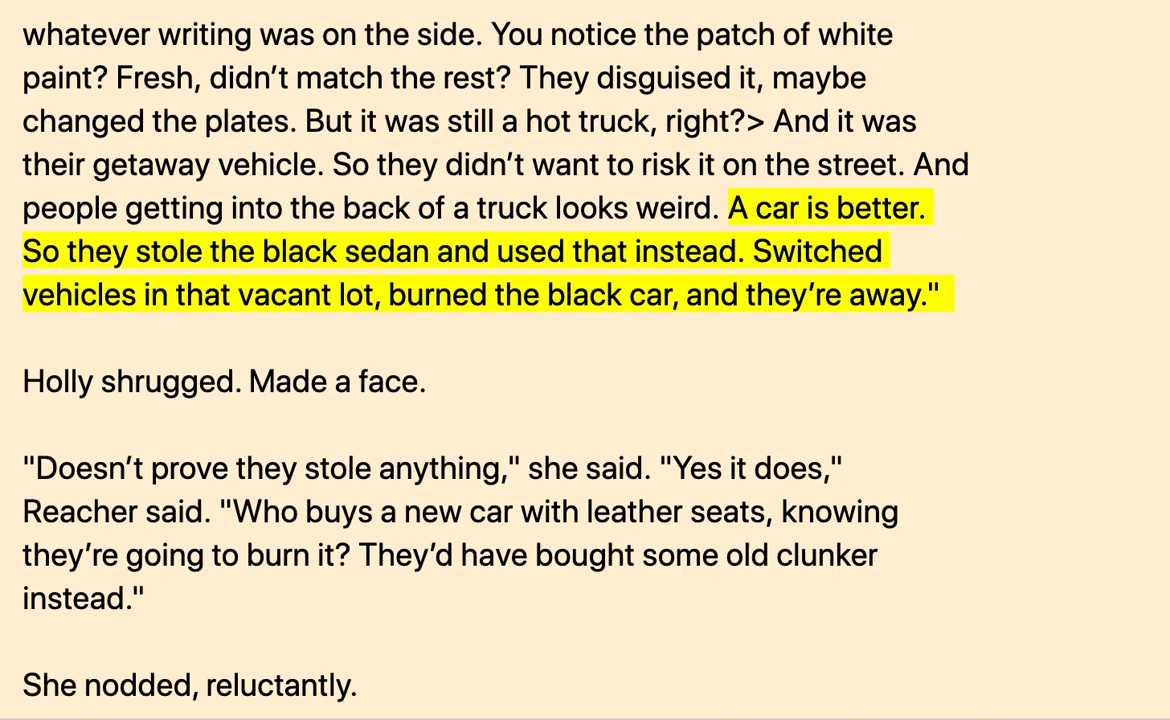 whatever writing was on the side. You notice the patch of white
paint? Fresh, didn’t match the rest? They disguised it, maybe
changed the plates. But it was still a hot truck, right?> And it was
their getaway vehicle. So they didn’t want to risk it on the street. And
people getting into the back of a truck looks weird. A car is better.
So they stole the black sedan and used that instead. Switched
vehicles in that vacant lot, burned the black car, and they’re away."
Holly shrugged. Made a face.
"Doesn’t prove they stole anything," she said. "Yes it does,"
Reacher said. "Who buys a new car with leather seats, knowing
they’re going to burn it? They’d have bought some old clunker
instead."
She nodded, reluctantly.